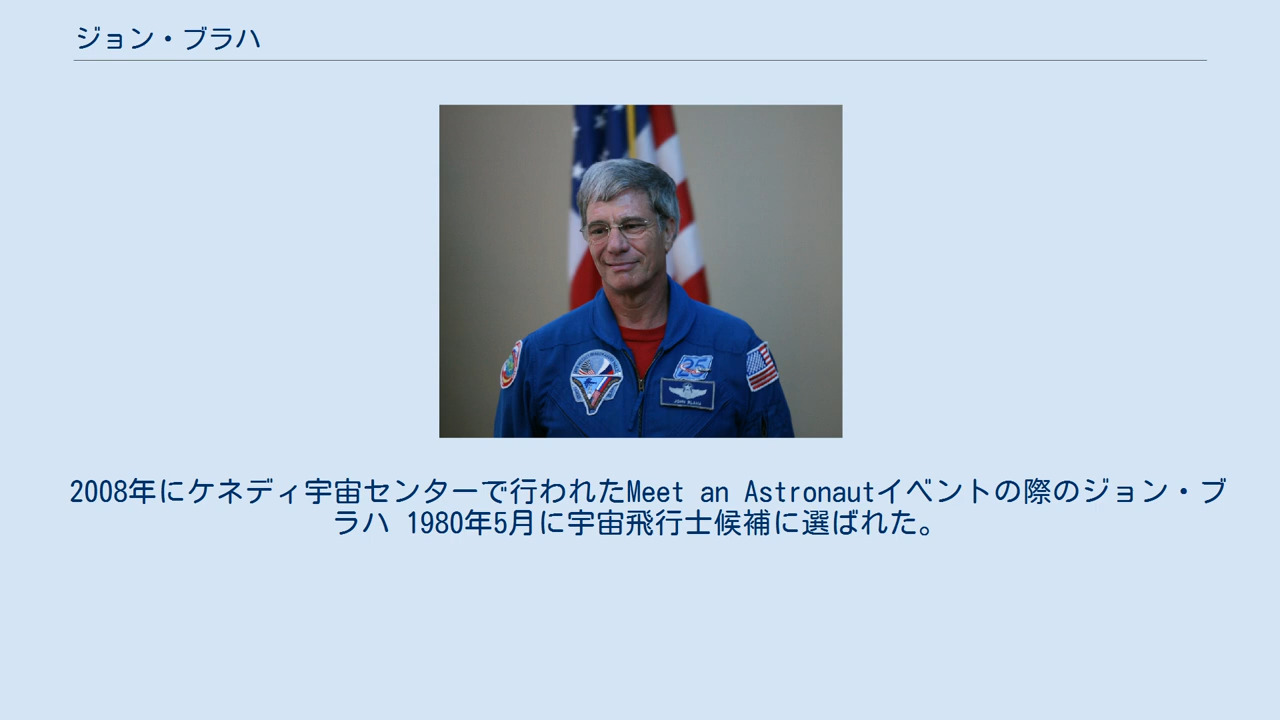 ジョン・ブラハ
25
JOHN BLAHA
2008年にケネディ宇宙センターで行われたMeet an Astronautイベントの際のジョン・ブ
ラハ 1980年5月に宇宙飛行士候補に選ばれた。